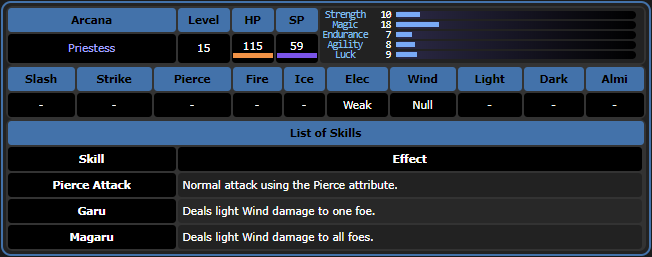 Arcana Level HP SP
Priestess 15 115 59
Strength 10
Magic 18
Endurance 7
Agility 8
Luck 9
Slash Strike Pierce Fire Ice Elec Wind Light Dark Almi
- - - - - Weak Null - - -
List of Skills
Skill Effect
Pierce Attack Normal attack using the Pierce attribute.
Garu Deals light Wind damage to one foe.
Magaru Deals light Wind damage to all foes.